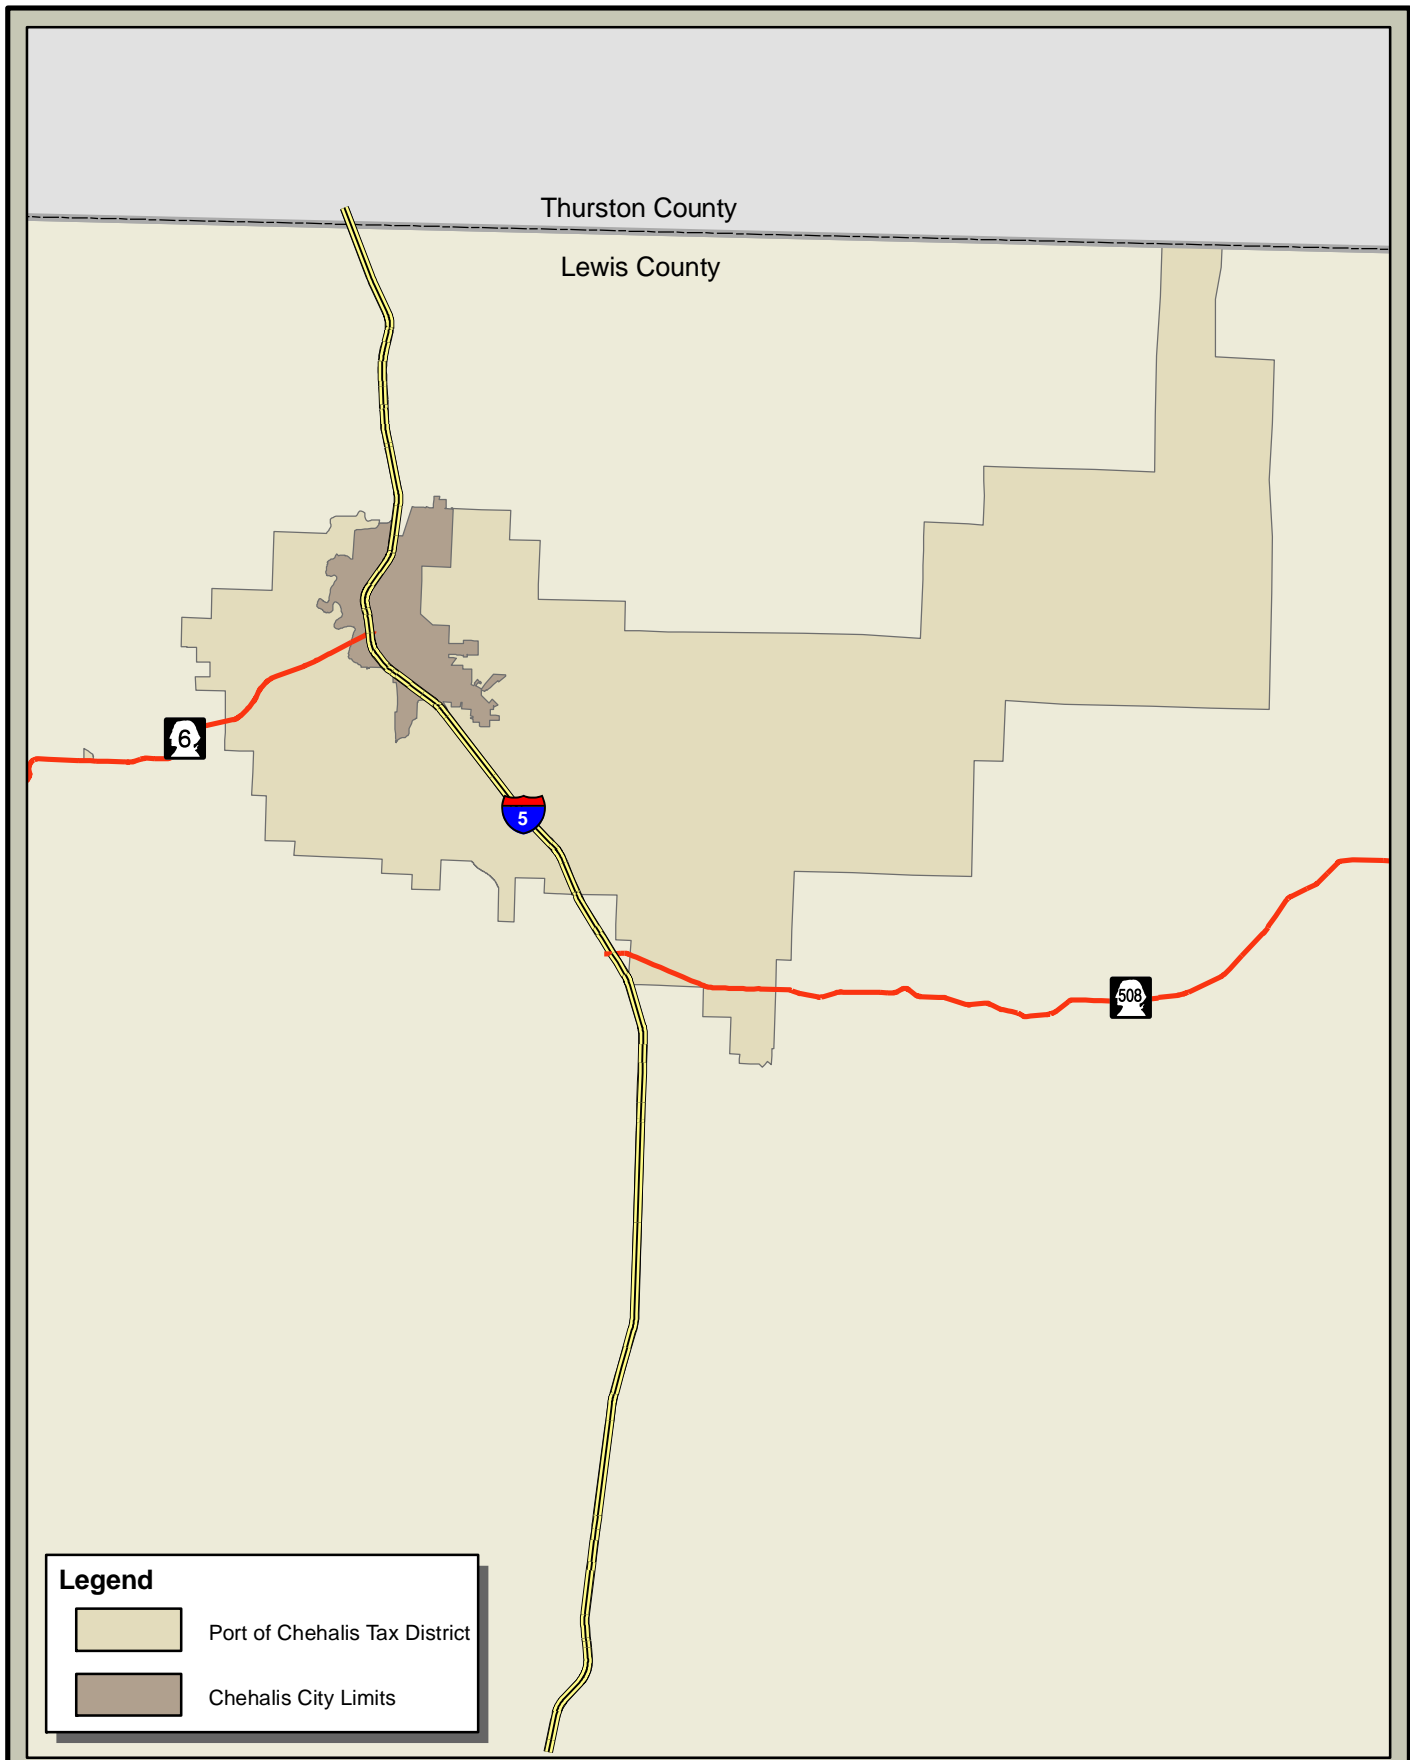 Thurston County
Lewis County
6
5
508
Legend
Port of Chehalis Tax District
Chehalis City Limits